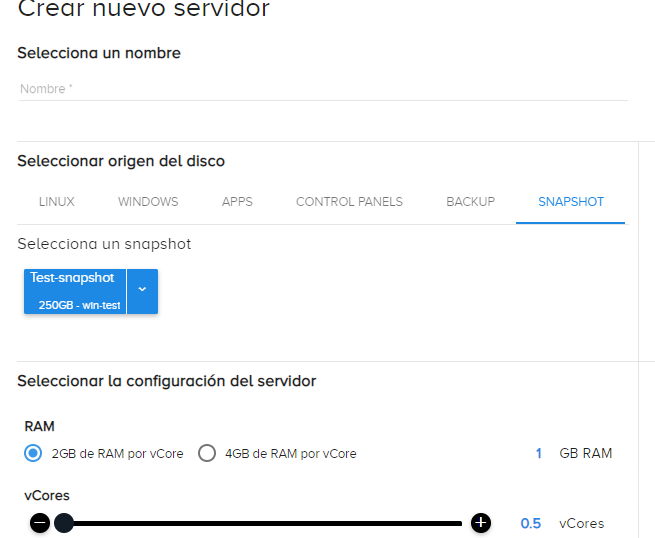 Crear nuevo servidor
Selecciona un nombre
Nombre *
Seleccionar origen del disco
LINUX WINDOWS APPS CONTROL PANELS BACKUP SNAPSHOT
Selecciona un snapshot
Test-snapshot
250GB - win-test
Seleccionar la configuración del servidor
RAM
2GB de RAM por vCore 4GB de RAM por vCore 1 GB RAM
vCores
0.5 vCores